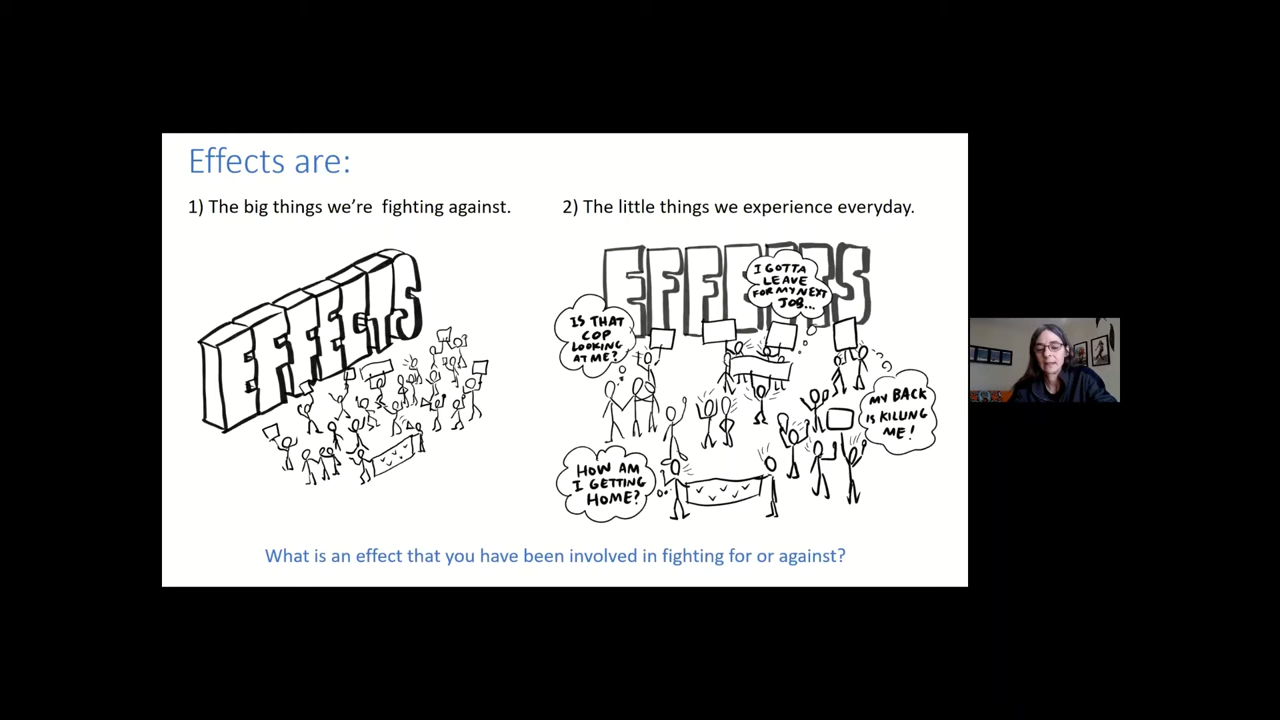 Effects are:
1) The big things we're  fighting against.
2) The little things we experience everyday.
EFFECTS
EFFECTS
I GOTTA
LEAVE
FOR MY NEXT
JOB...
IS THAT
COP
LOOKING
AT ME?
MY BACK
IS KILLING
ME!
HOW AM
I GETTING
HOME?
What is an effect that you have been involved in fighting for or against?